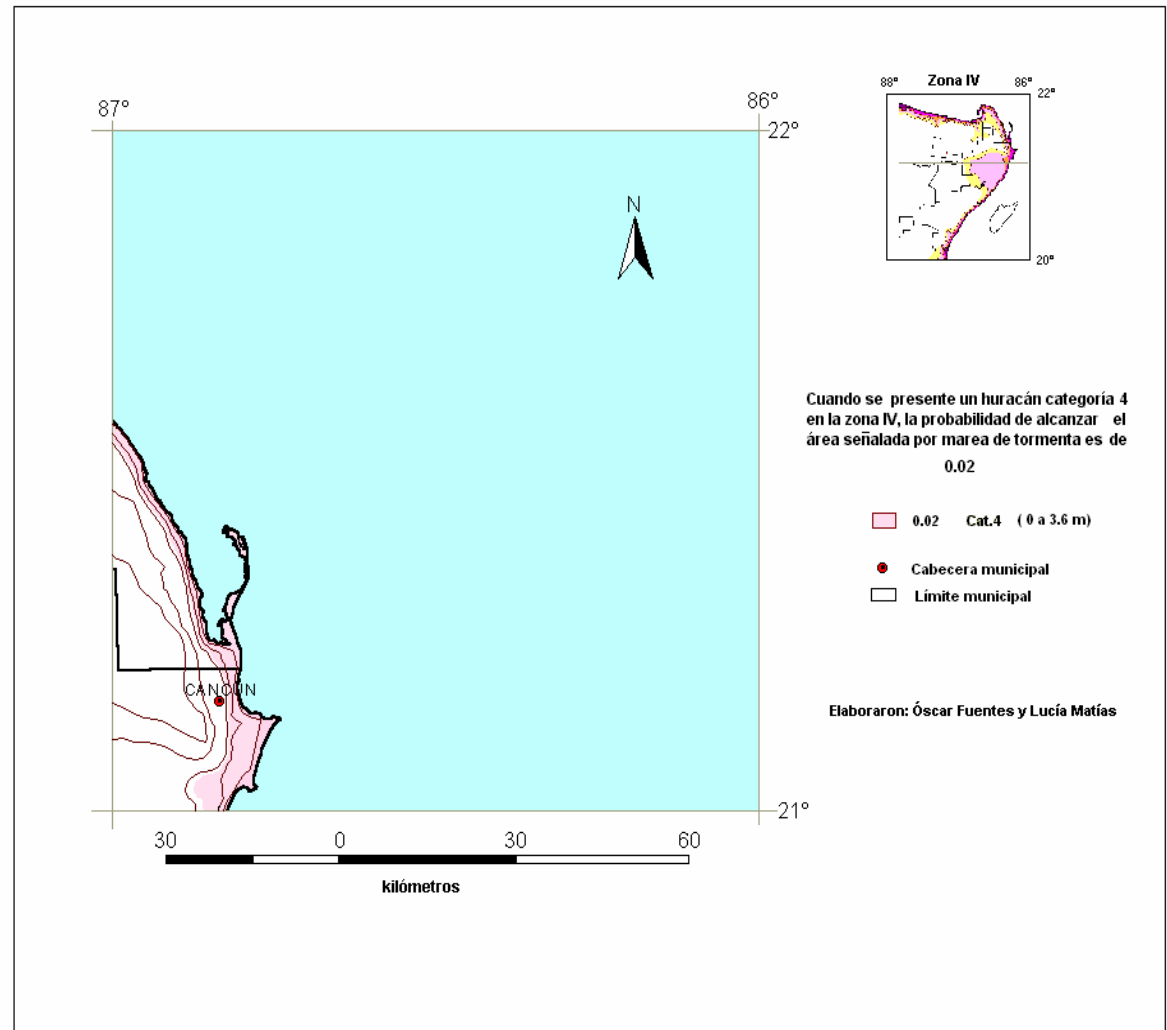 88° Zona IV 86°
22°
20°
87°
86°
22°
N
Cuando se presente un huracán categoría 4
en la zona IV, la probabilidad de alcanzar el
área señalada por marea de tormenta es de
0.02
0.02 Cat.4 ( 0 a 3.6 m)
Cabecera municipal
Límite municipal
CANCUN
Elaboraron: Óscar Fuentes y Lucía Matías
21°
30 0 30 60
kilómetros